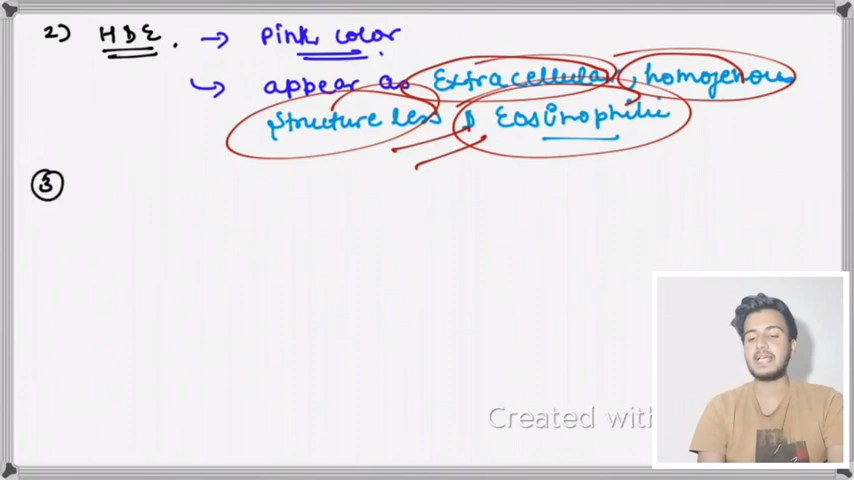 2) H & E. → Pink color
↳ appear as Extracellular, homogenous
structure less & Eosinophilic
③
Created with